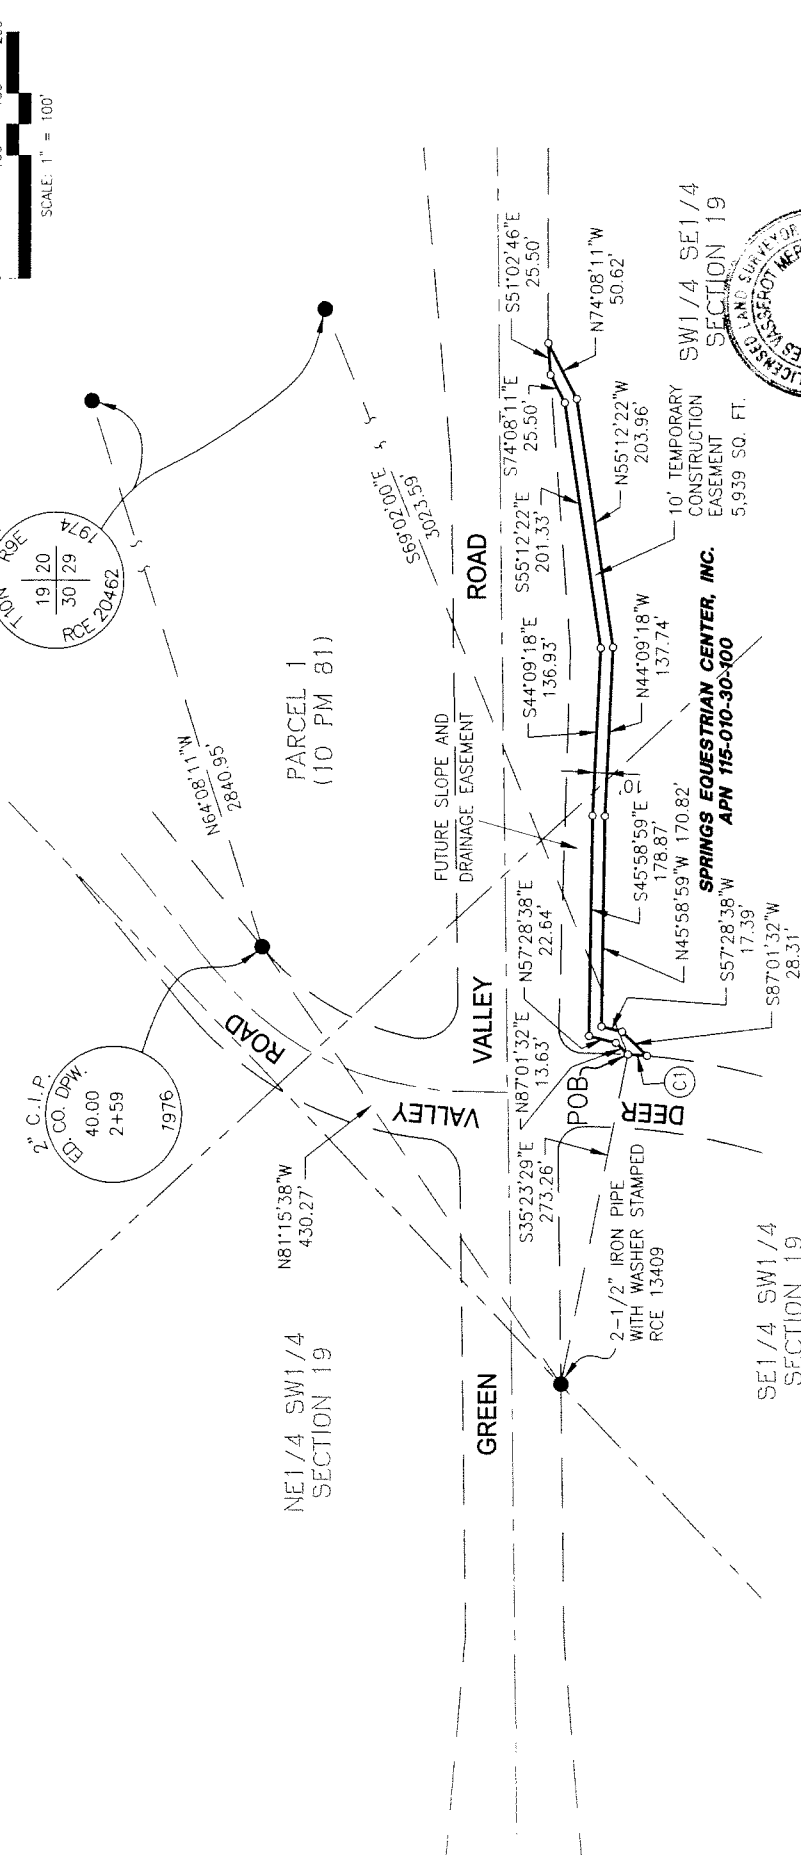 SCALE: 1" = 100'
T10N R9E
19 20
30 29
1974
RCE 20462
N64°08'11"W
2840.95'
S69°02'00"E
3023.59'
PARCEL 1
(10 PM 81)
2" C.I.P.
ED. CO. DPW.
40.00
2+59
1976
ROAD
VALLEY
DEER
N81°15'38"W
430.27'
NE1/4 SW1/4
SECTION 19
GREEN
VALLEY
ROAD
FUTURE SLOPE AND
DRAINAGE EASEMENT
S51°02'46"E
25.50'
N74°08'11"W
50.62'
S74°08'11"E
25.50'
S55°12'22"E
201.33'
N55°12'22"W
203.96'
S44°09'18"E
136.93'
N44°09'18"W
137.74'
10'
10' TEMPORARY
CONSTRUCTION
EASEMENT
5,939 SQ. FT.
SW1/4 SE1/4
SECTION 19
LICENSED LAND SURVEYOR
S45°58'59"E
178.87'
N45°58'59"W 170.82'
SPRINGS EQUESTRIAN CENTER, INC.
APN 115-010-30-100
N57°28'38"E
22.64'
S57°28'38"W
17.39'
N87°01'32"E
13.63'
S87°01'32"W
28.31'
POB
C1
S35°23'29"E
273.26'
2-1/2" IRON PIPE
WITH WASHER STAMPED
RCE 13409
SE1/4 SW1/4
SECTION 19